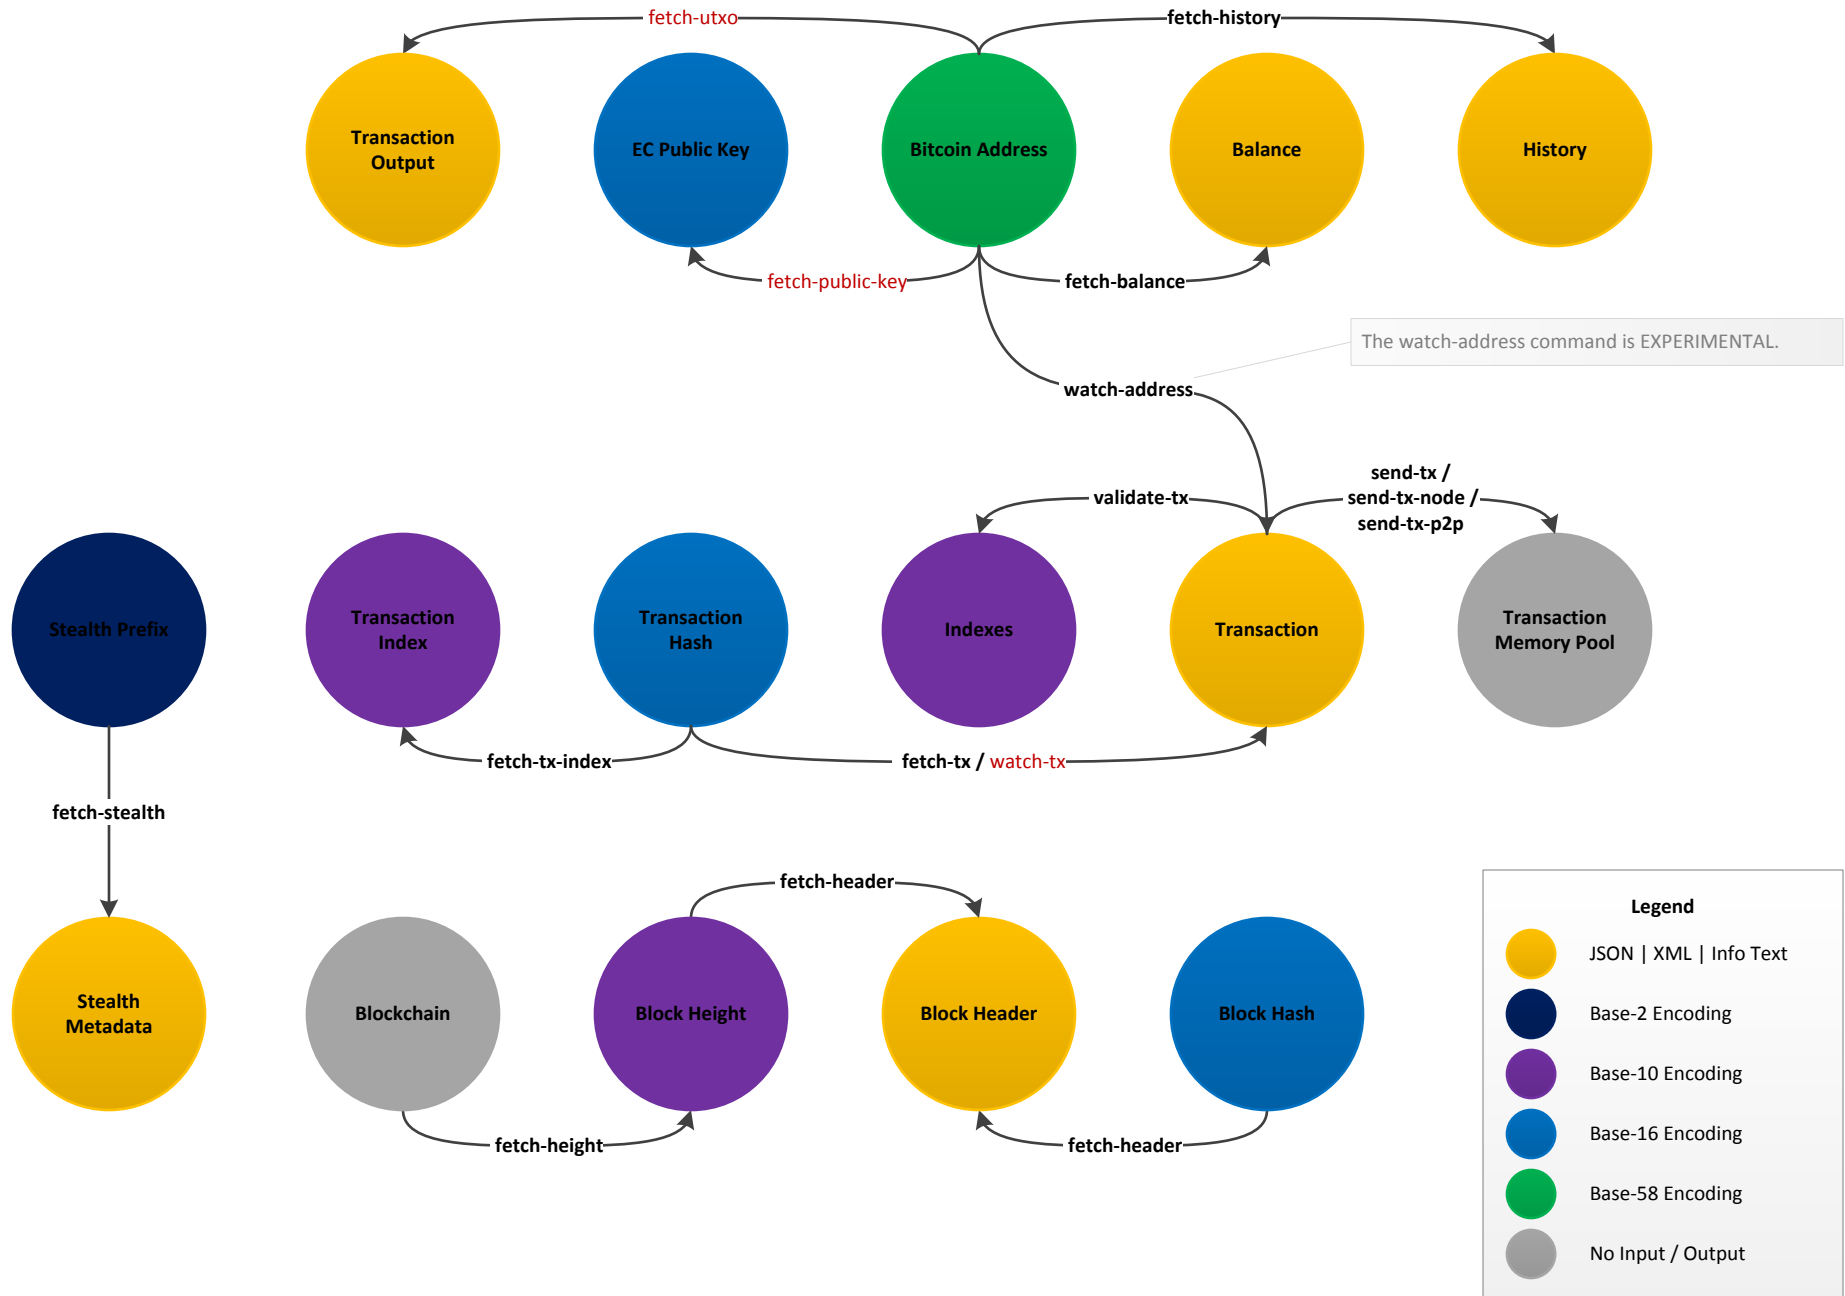 fetch-utxo
fetch-history
Transaction
Output
EC Public Key
Bitcoin Address
Balance
History
fetch-public-key
fetch-balance
The watch-address command is EXPERIMENTAL.
watch-address
validate-tx
send-tx /
send-tx-node /
send-tx-p2p
Stealth Prefix
Transaction
Index
Transaction
Hash
Indexes
Transaction
Transaction
Memory Pool
fetch-tx-index
fetch-tx / watch-tx
fetch-stealth
fetch-header
Stealth
Metadata
Blockchain
Block Height
Block Header
Block Hash
fetch-height
fetch-header
Legend
JSON | XML | Info Text
Base-2 Encoding
Base-10 Encoding
Base-16 Encoding
Base-58 Encoding
No Input / Output